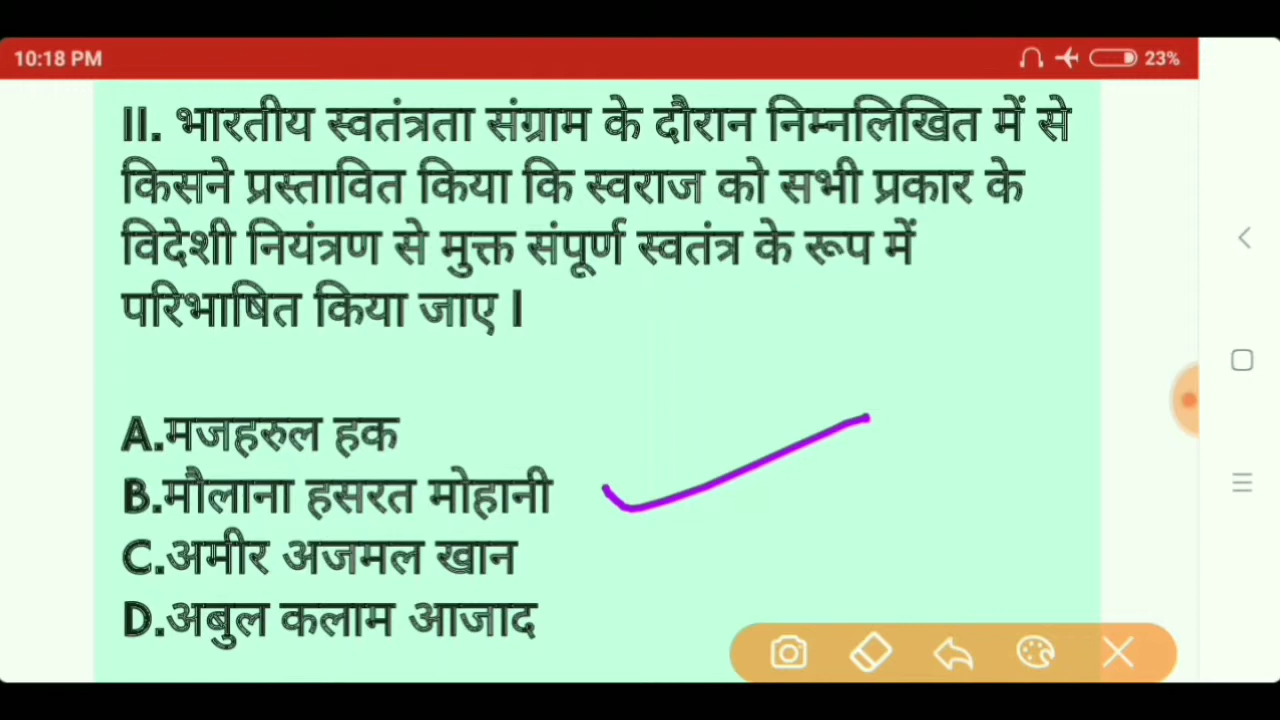 10:18 PM
23%
II. भारतीय स्वतंत्रता संग्राम के दौरान निम्नलिखित में से
किसने प्रस्तावित किया कि स्वराज को सभी प्रकार के
विदेशी नियंत्रण से मुक्त संपूर्ण स्वतंत्र के रूप में
परिभाषित किया जाए |
A.मजहरुल हक
B.मौलाना हसरत मोहानी
C.अमीर अजमल खान
D.अबुल कलाम आजाद